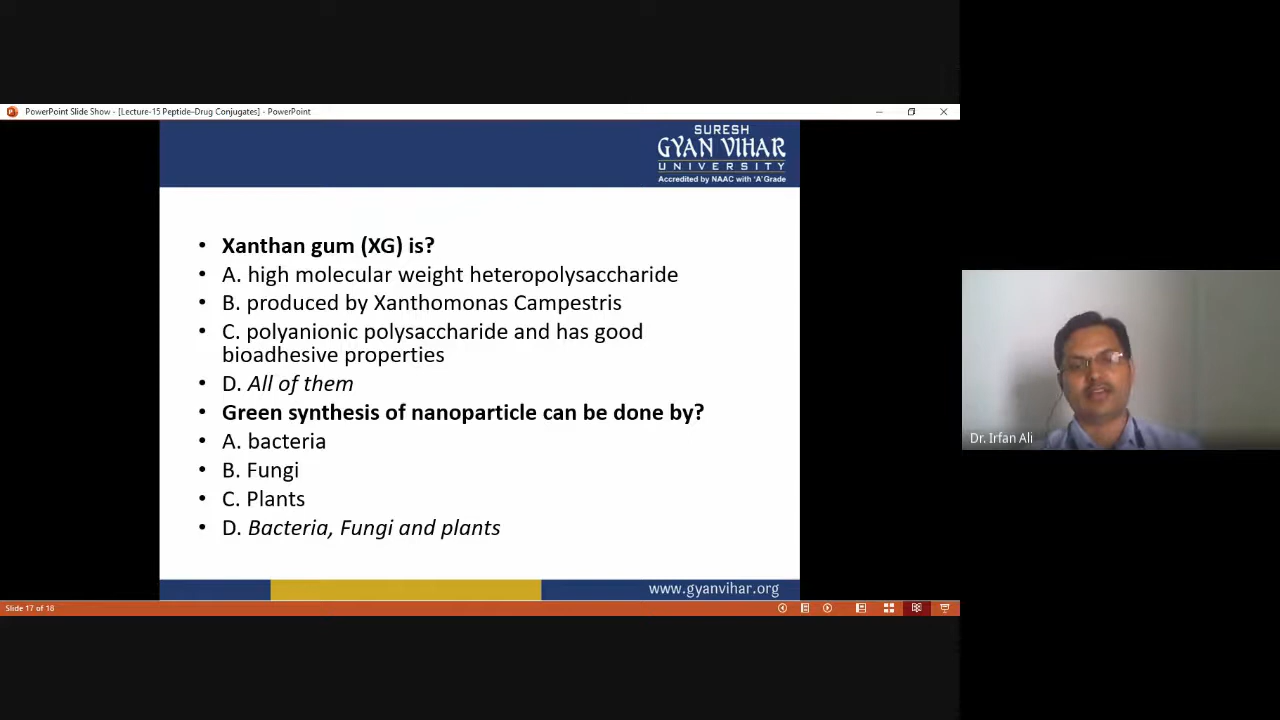 PowerPoint Slide Show - [Lecture-15 Peptide-Drug Conjugates] - PowerPoint
SURESH
GYAN VIHAR
UNIVERSITY
Accredited by NAAC with 'A' Grade
• Xanthan gum (XG) is?
• A. high molecular weight heteropolysaccharide
• B. produced by Xanthomonas Campestris
• C. polyanionic polysaccharide and has good
bioadhesive properties
• D. All of them
• Green synthesis of nanoparticle can be done by?
• A. bacteria
• B. Fungi
• C. Plants
• D. Bacteria, Fungi and plants
www.gyanvihar.org
Slide 17 of 18
Dr. Irfan Ali